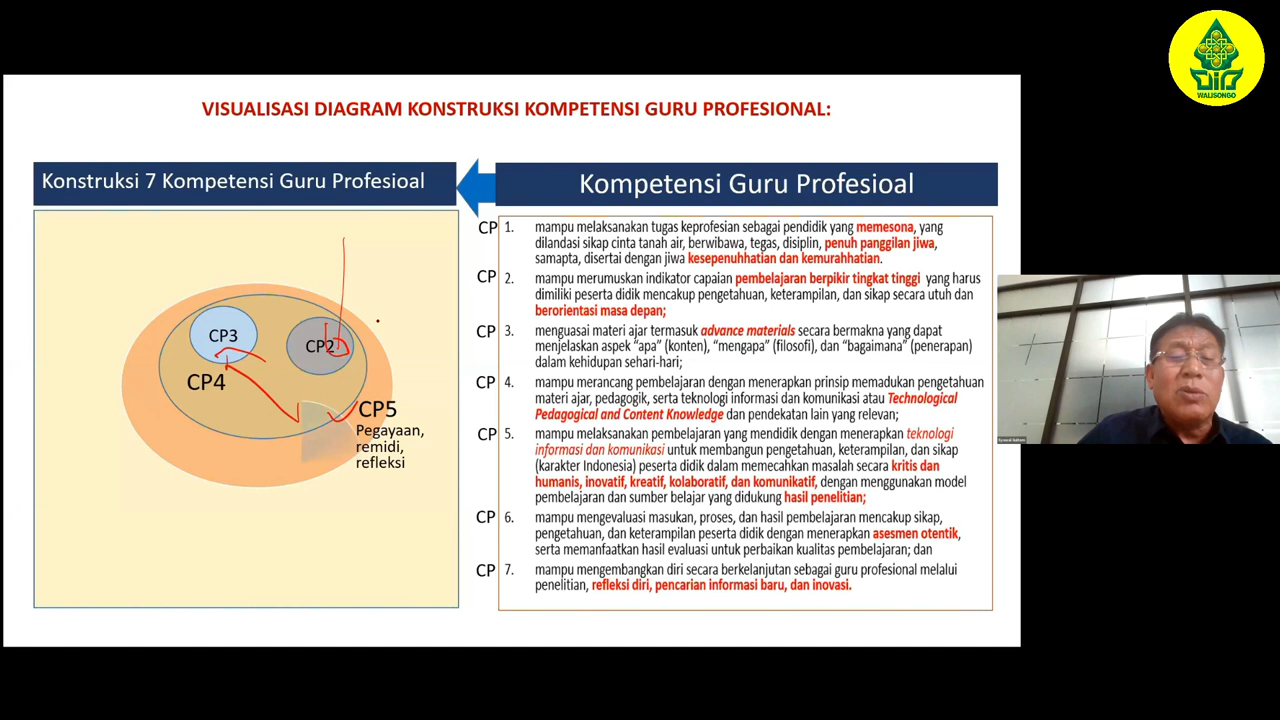 WALISONGO
VISUALISASI DIAGRAM KONSTRUKSI KOMPETENSI GURU PROFESIONAL:
Konstruksi 7 Kompetensi Guru Profesioal
CP3
CP2
CP4
CP5
Pegayaan,
remidi,
refleksi
Kompetensi Guru Profesioal
CP 1. mampu melaksanakan tugas keprofesian sebagai pendidik yang memesona, yang
dilandasi sikap cinta tanah air, berwibawa, tegas, disiplin, penuh panggilan jiwa,
samapta, disertai dengan jiwa kesepenuhhatian dan kemurahhatian.
CP 2. mampu merumuskan indikator capaian pembelajaran berpikir tingkat tinggi yang harus
dimiliki peserta didik mencakup pengetahuan, keterampilan, dan sikap secara utuh dan
berorientasi masa depan;
CP 3. menguasai materi ajar termasuk advance materials secara bermakna yang dapat
menjelaskan aspek “apa” (konten), “mengapa” (filosofi), dan “bagaimana” (penerapan)
dalam kehidupan sehari-hari;
CP 4. mampu merancang pembelajaran dengan menerapkan prinsip memadukan pengetahuan
materi ajar, pedagogik, serta teknologi informasi dan komunikasi atau Technological
Pedagogical and Content Knowledge dan pendekatan lain yang relevan;
CP 5. mampu melaksanakan pembelajaran yang mendidik dengan menerapkan teknologi
informasi dan komunikasi untuk membangun pengetahuan, keterampilan, dan sikap
(karakter Indonesia) peserta didik dalam memecahkan masalah secara kritis dan
humanis, inovatif, kreatif, kolaboratif, dan komunikatif, dengan menggunakan model
pembelajaran dan sumber belajar yang didukung hasil penelitian;
CP 6. mampu mengevaluasi masukan, proses, dan hasil pembelajaran mencakup sikap,
pengetahuan, dan keterampilan peserta didik dengan menerapkan asesmen otentik,
serta memanfaatkan hasil evaluasi untuk perbaikan kualitas pembelajaran; dan
CP 7. mampu mengembangkan diri secara berkelanjutan sebagai guru profesional melalui
penelitian, refleksi diri, pencarian informasi baru, dan inovasi.